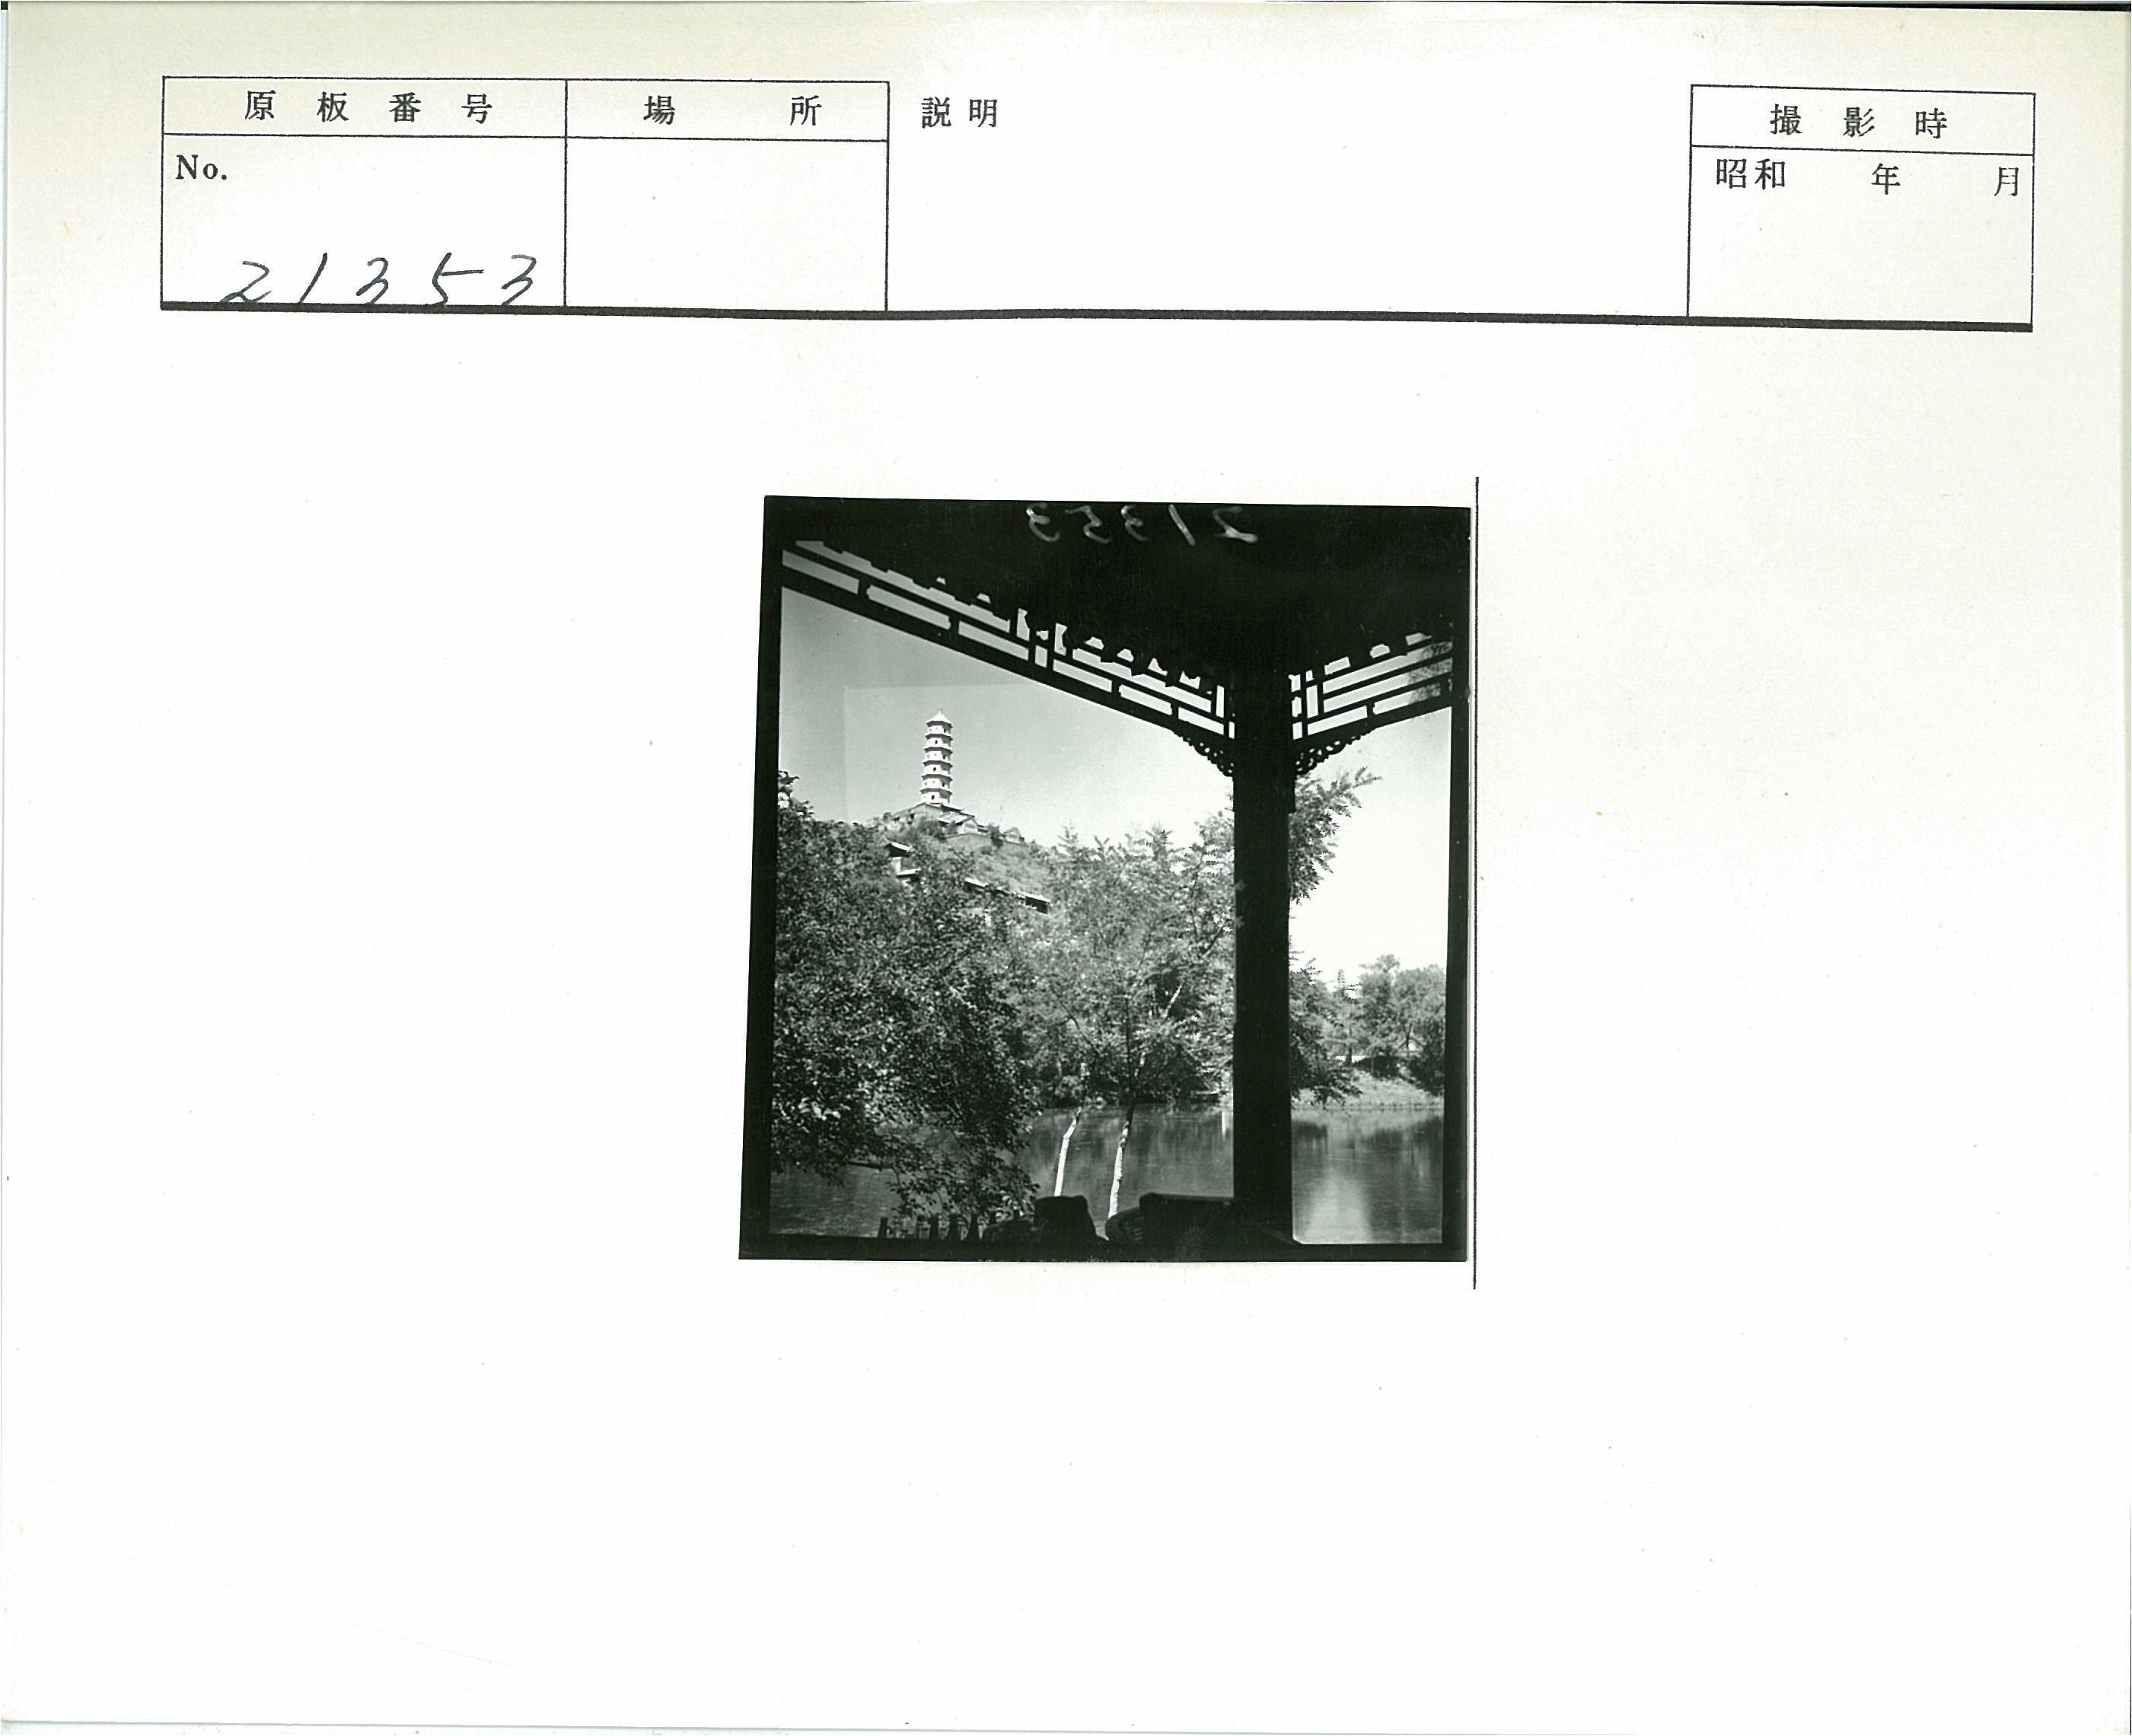 原板番号
場所
説明
撮影時
No.
昭和 年 月
21353
21353